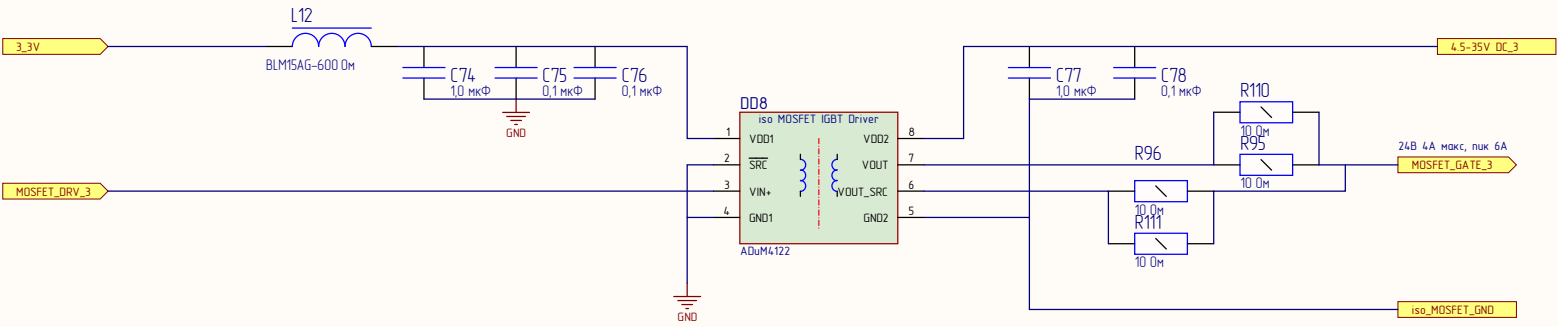 L12
3_3V
BLM15AG-600 Ом
C74
1,0 мкФ
C75
0,1 мкФ
C76
0,1 мкФ
GND
C77
1,0 мкФ
C78
0,1 мкФ
4.5-35V DC_3
DD8
iso MOSFET IGBT Driver
1
VDD1
VDD2
8
2
SRC
VOUT
7
3
VIN+
VOUT_SRC
6
4
GND1
GND2
5
ADuM4122
MOSFET_DRV_3
GND
R110
10 Ом
R95
10 Ом
R96
10 Ом
R111
10 Ом
24В 4А макс, пик 6А
MOSFET_GATE_3
iso_MOSFET_GND